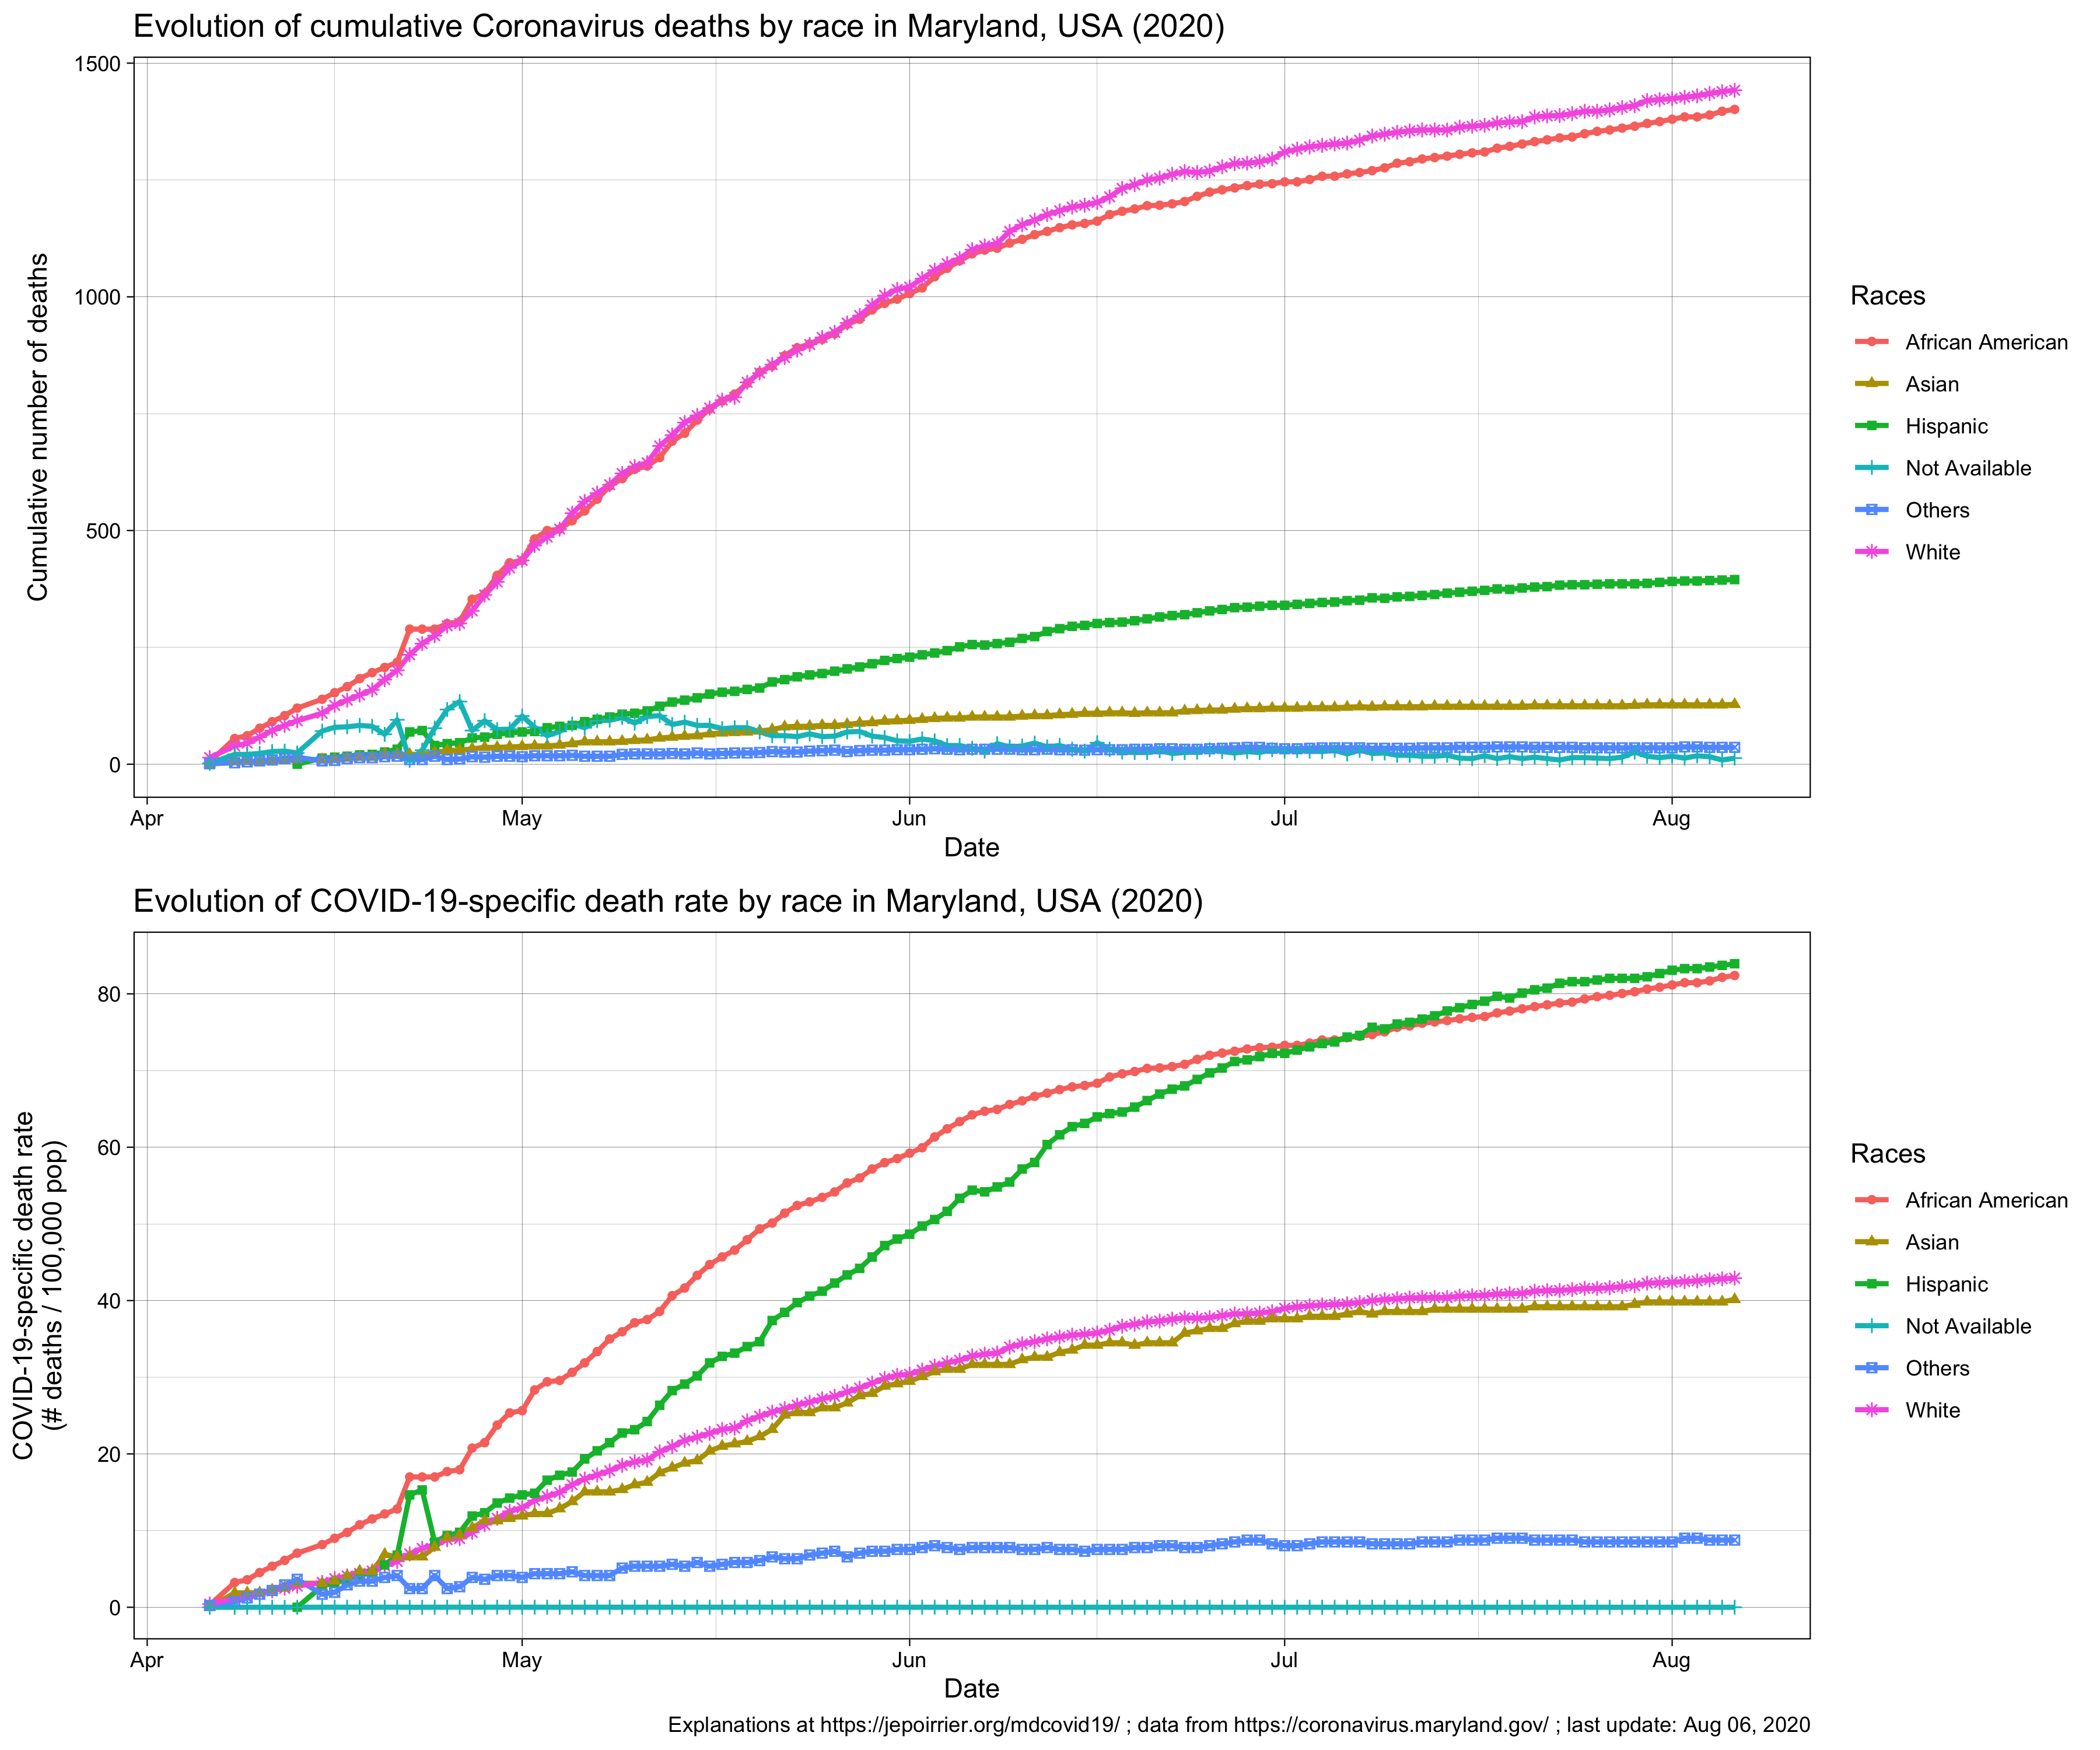 Evolution of cumulative Coronavirus deaths by race in Maryland, USA (2020)
1500
1000
500
0
Cumulative number of deaths
Apr May Jun Jul Aug
Date
Races
African American
Asian
Hispanic
Not Available
Others
White
Evolution of COVID-19-specific death rate by race in Maryland, USA (2020)
80
60
40
20
0
COVID-19-specific death rate
(# deaths / 100,000 pop)
Apr May Jun Jul Aug
Date
Races
African American
Asian
Hispanic
Not Available
Others
White
Explanations at https://jepoirrier.org/mdcovid19/ ; data from https://coronavirus.maryland.gov/ ; last update: Aug 06, 2020